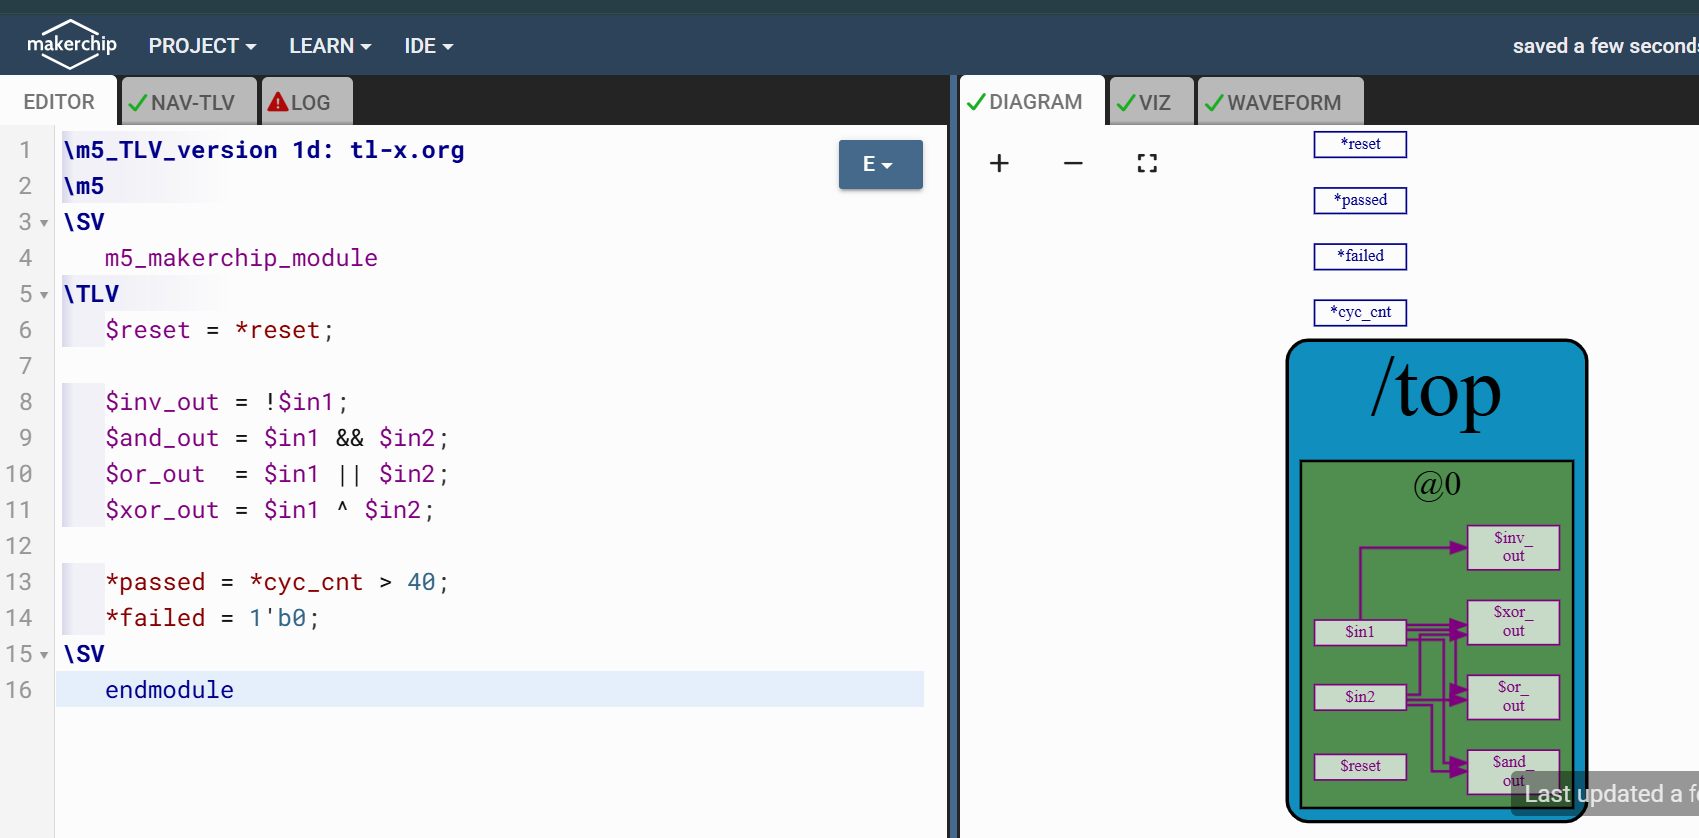 makerchip PROJECT LEARN IDE saved a few seconds
EDITOR NAV-TLV LOG
1 \m5_TLV_version 1d: tl-x.org
2 \m5
3 \SV
4 m5_makerchip_module
5 \TLV
6 $reset = *reset;
7
8 $inv_out = !$in1;
9 $and_out = $in1 && $in2;
10 $or_out  = $in1 || $in2;
11 $xor_out = $in1 ^ $in2;
12
13 *passed = *cyc_cnt > 40;
14 *failed = 1'b0;
15 \SV
16 endmodule
E
DIAGRAM VIZ WAVEFORM
*reset
*passed
*failed
*cyc_cnt
/top
@0
$inv_
out
$xor_
out
$in1
$in2
$or_
out
$reset
$and_
out
Last updated a fe